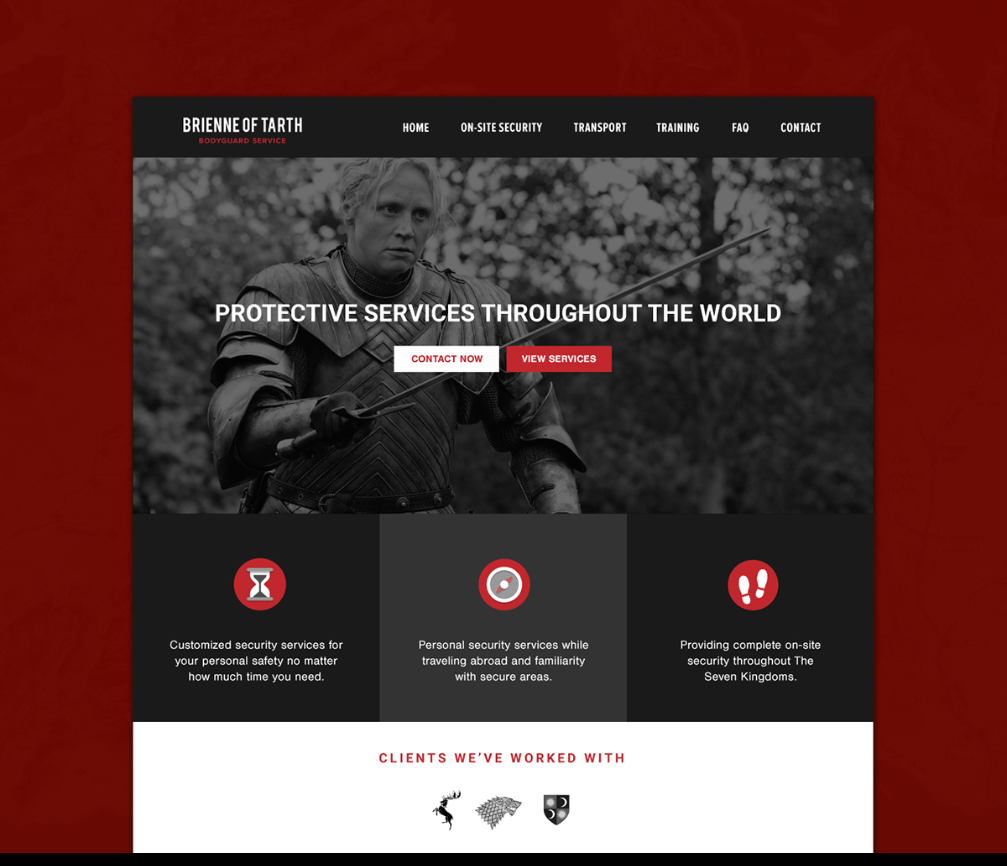 BRIENNE OF TARTH
BODYGUARD SERVICE
HOME ON-SITE SECURITY TRANSPORT TRAINING FAQ CONTACT
PROTECTIVE SERVICES THROUGHOUT THE WORLD
CONTACT NOW VIEW SERVICES
Customized security services for
your personal safety no matter
how much time you need.
Personal security services while
traveling abroad and familiarity
with secure areas.
Providing complete on-site
security throughout The
Seven Kingdoms.
CLIENTS WE'VE WORKED WITH